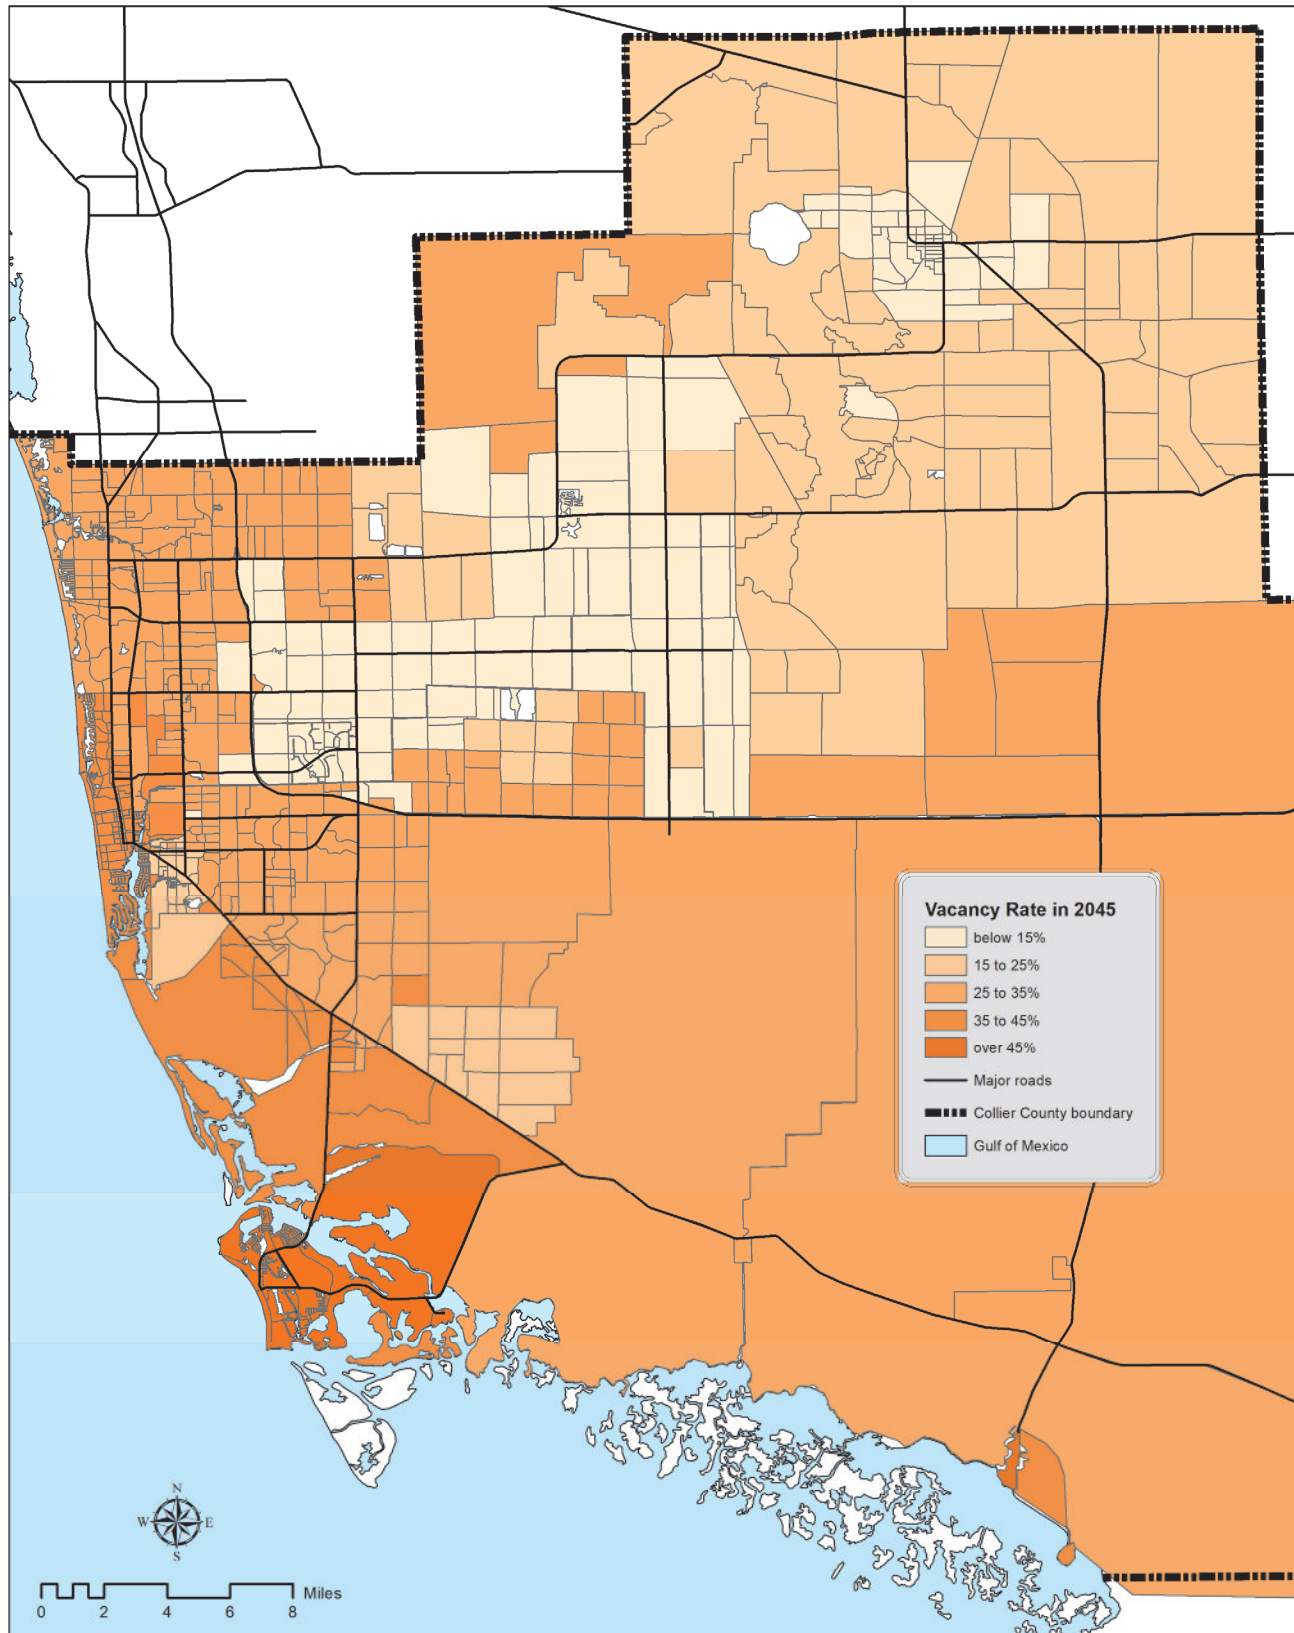 Vacancy Rate in 2045
below 15%
15 to 25%
25 to 35%
35 to 45%
over 45%
Major roads
Collier County boundary
Gulf of Mexico
N
W E
S
Miles
0 2 4 6 8